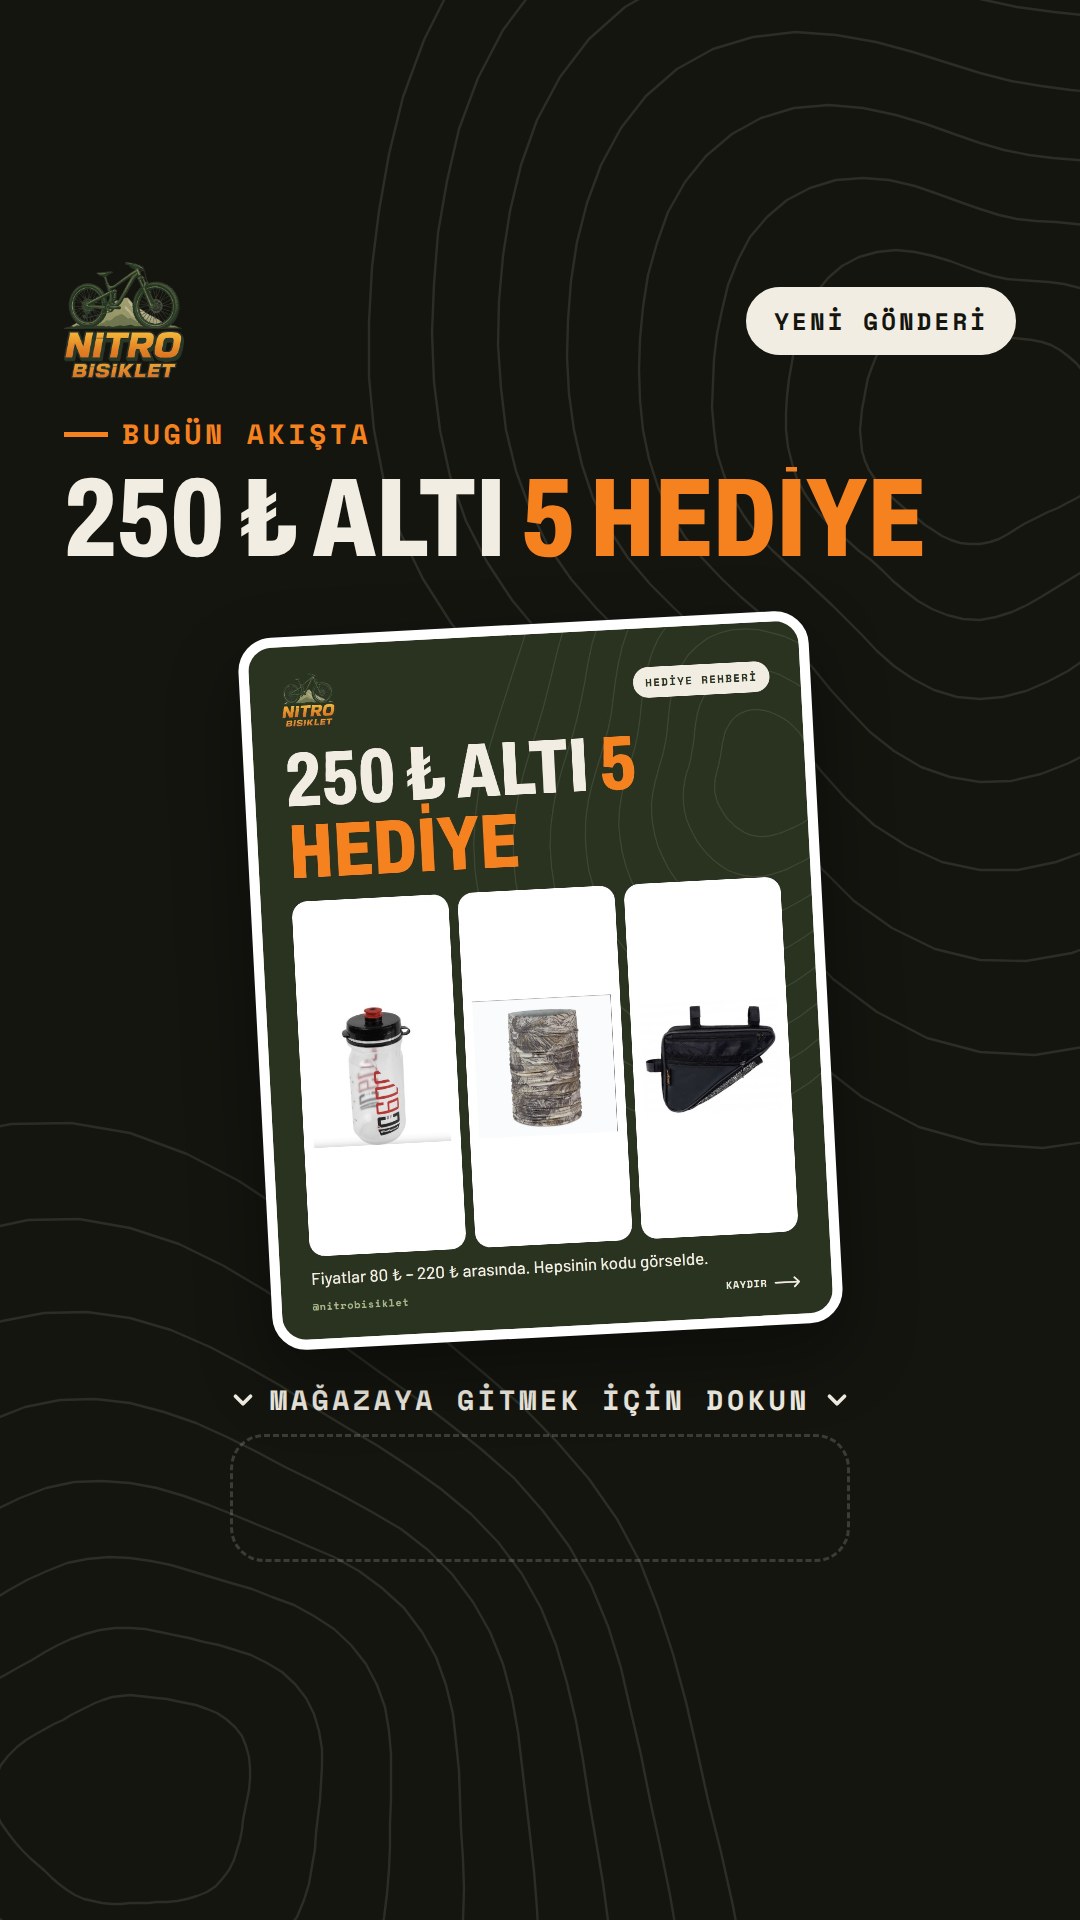 NiTRO
BiSiKLET
YENİ GÖNDERİ
BUGÜN AKIŞTA
250 ₺ ALTI 5 HEDİYE
NiTRO
BiSiKLET
HEDİYE REHBERİ
250 ₺ ALTI 5
HEDİYE
Fiyatlar 80 ₺ – 220 ₺ arasında. Hepsinin kodu görselde.
@nitrobisiklet
KAYDIR
MAĞAZAYA GİTMEK İÇİN DOKUN